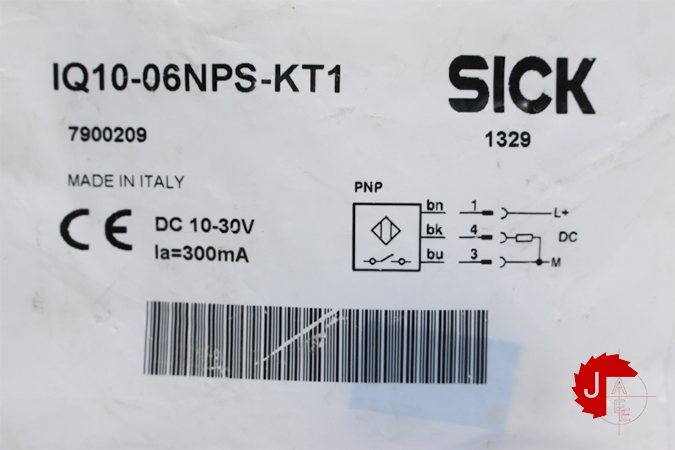 IQ10-06NPS-KT1
SICK
7900209
1329
MADE IN ITALY
CE
DC 10-30V
Ia=300mA
PNP
bn 1 L+
bk 4 DC
bu 3 M
J
A